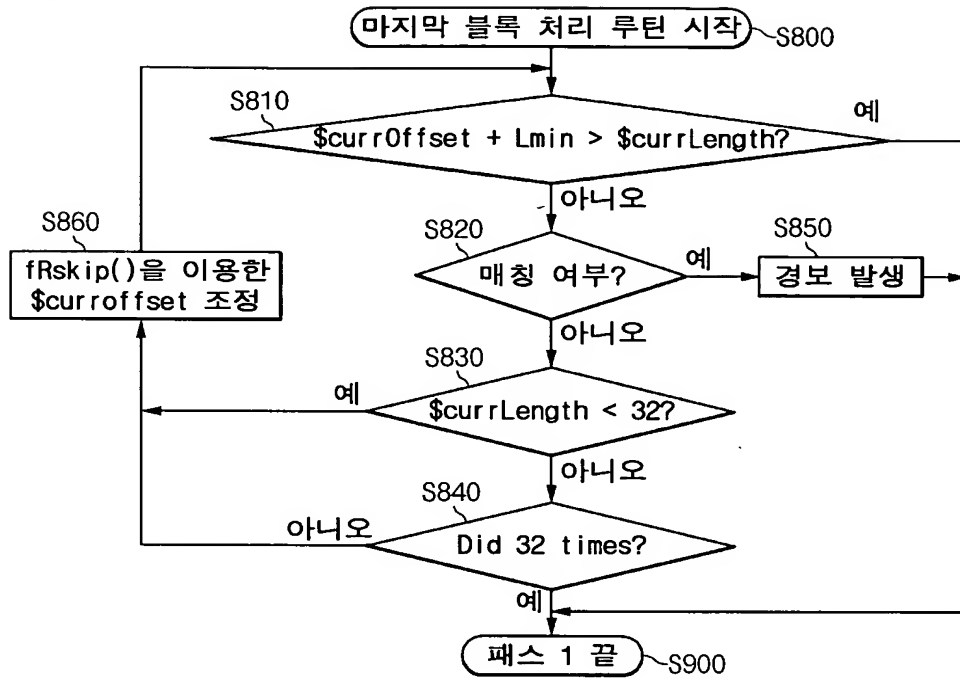 마지막 블록 처리 루틴 시작
S800
S810
예
$currOffset + Lmin > $currLength?
아니오
S860
S820
S850
fRskip()을 이용한
$curroffset 조정
매칭 여부?
예
경보 발생
아니오
S830
예
$currLength < 32?
아니오
S840
아니오
Did 32 times?
예
패스 1 끝
S900